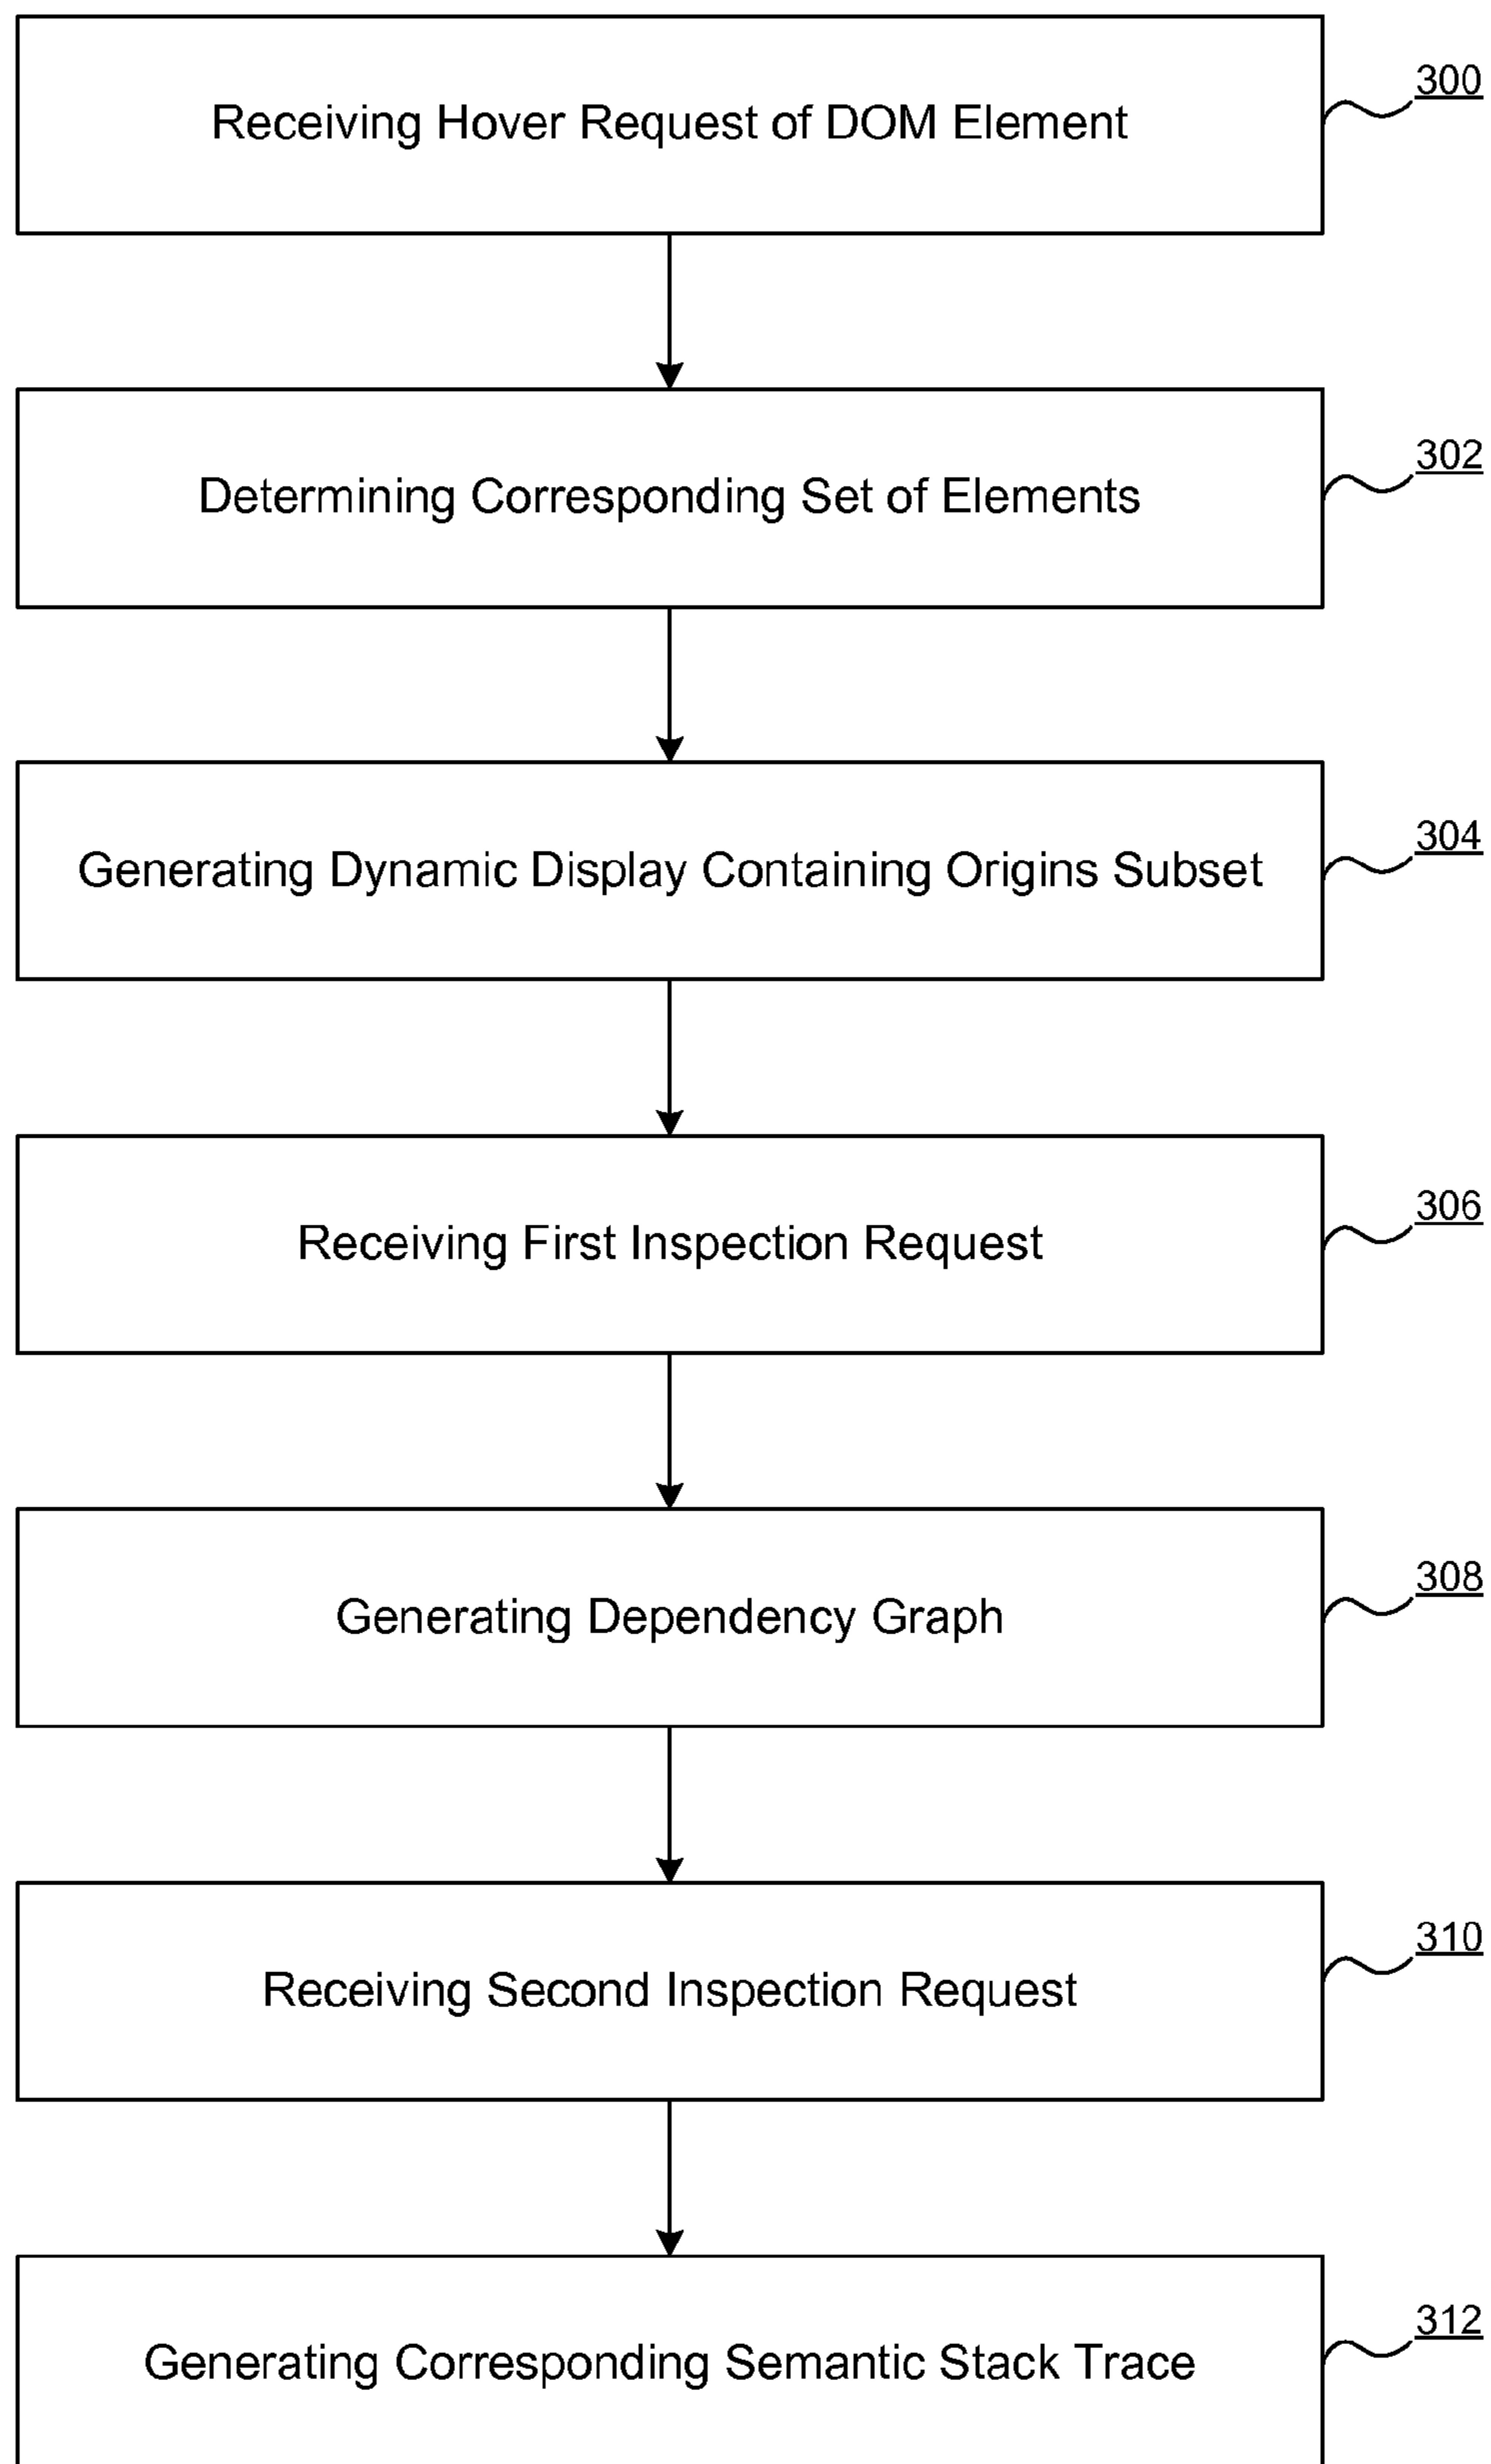 Receiving Hover Request of DOM Element
300
Determining Corresponding Set of Elements
302
Generating Dynamic Display Containing Origins Subset
304
Receiving First Inspection Request
306
Generating Dependency Graph
308
Receiving Second Inspection Request
310
Generating Corresponding Semantic Stack Trace
312